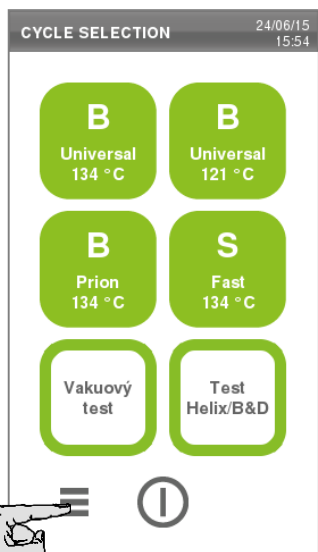 CYCLE SELECTION
24/06/15
15:54
B
Universal
134 °C
B
Universal
121 °C
B
Prion
134 °C
S
Fast
134 °C
Vakuový
test
Test
Helix/B&D